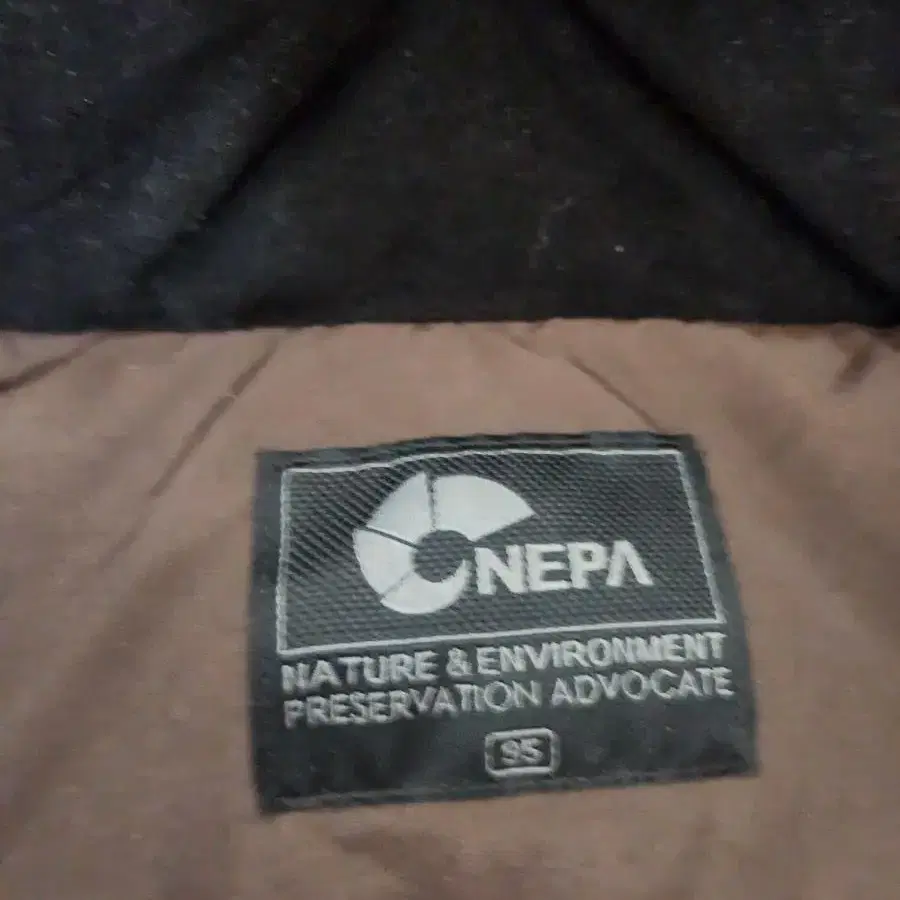 NEPA
NATURE & ENVIRONMENT
PRESERVATION ADVOCATE
95